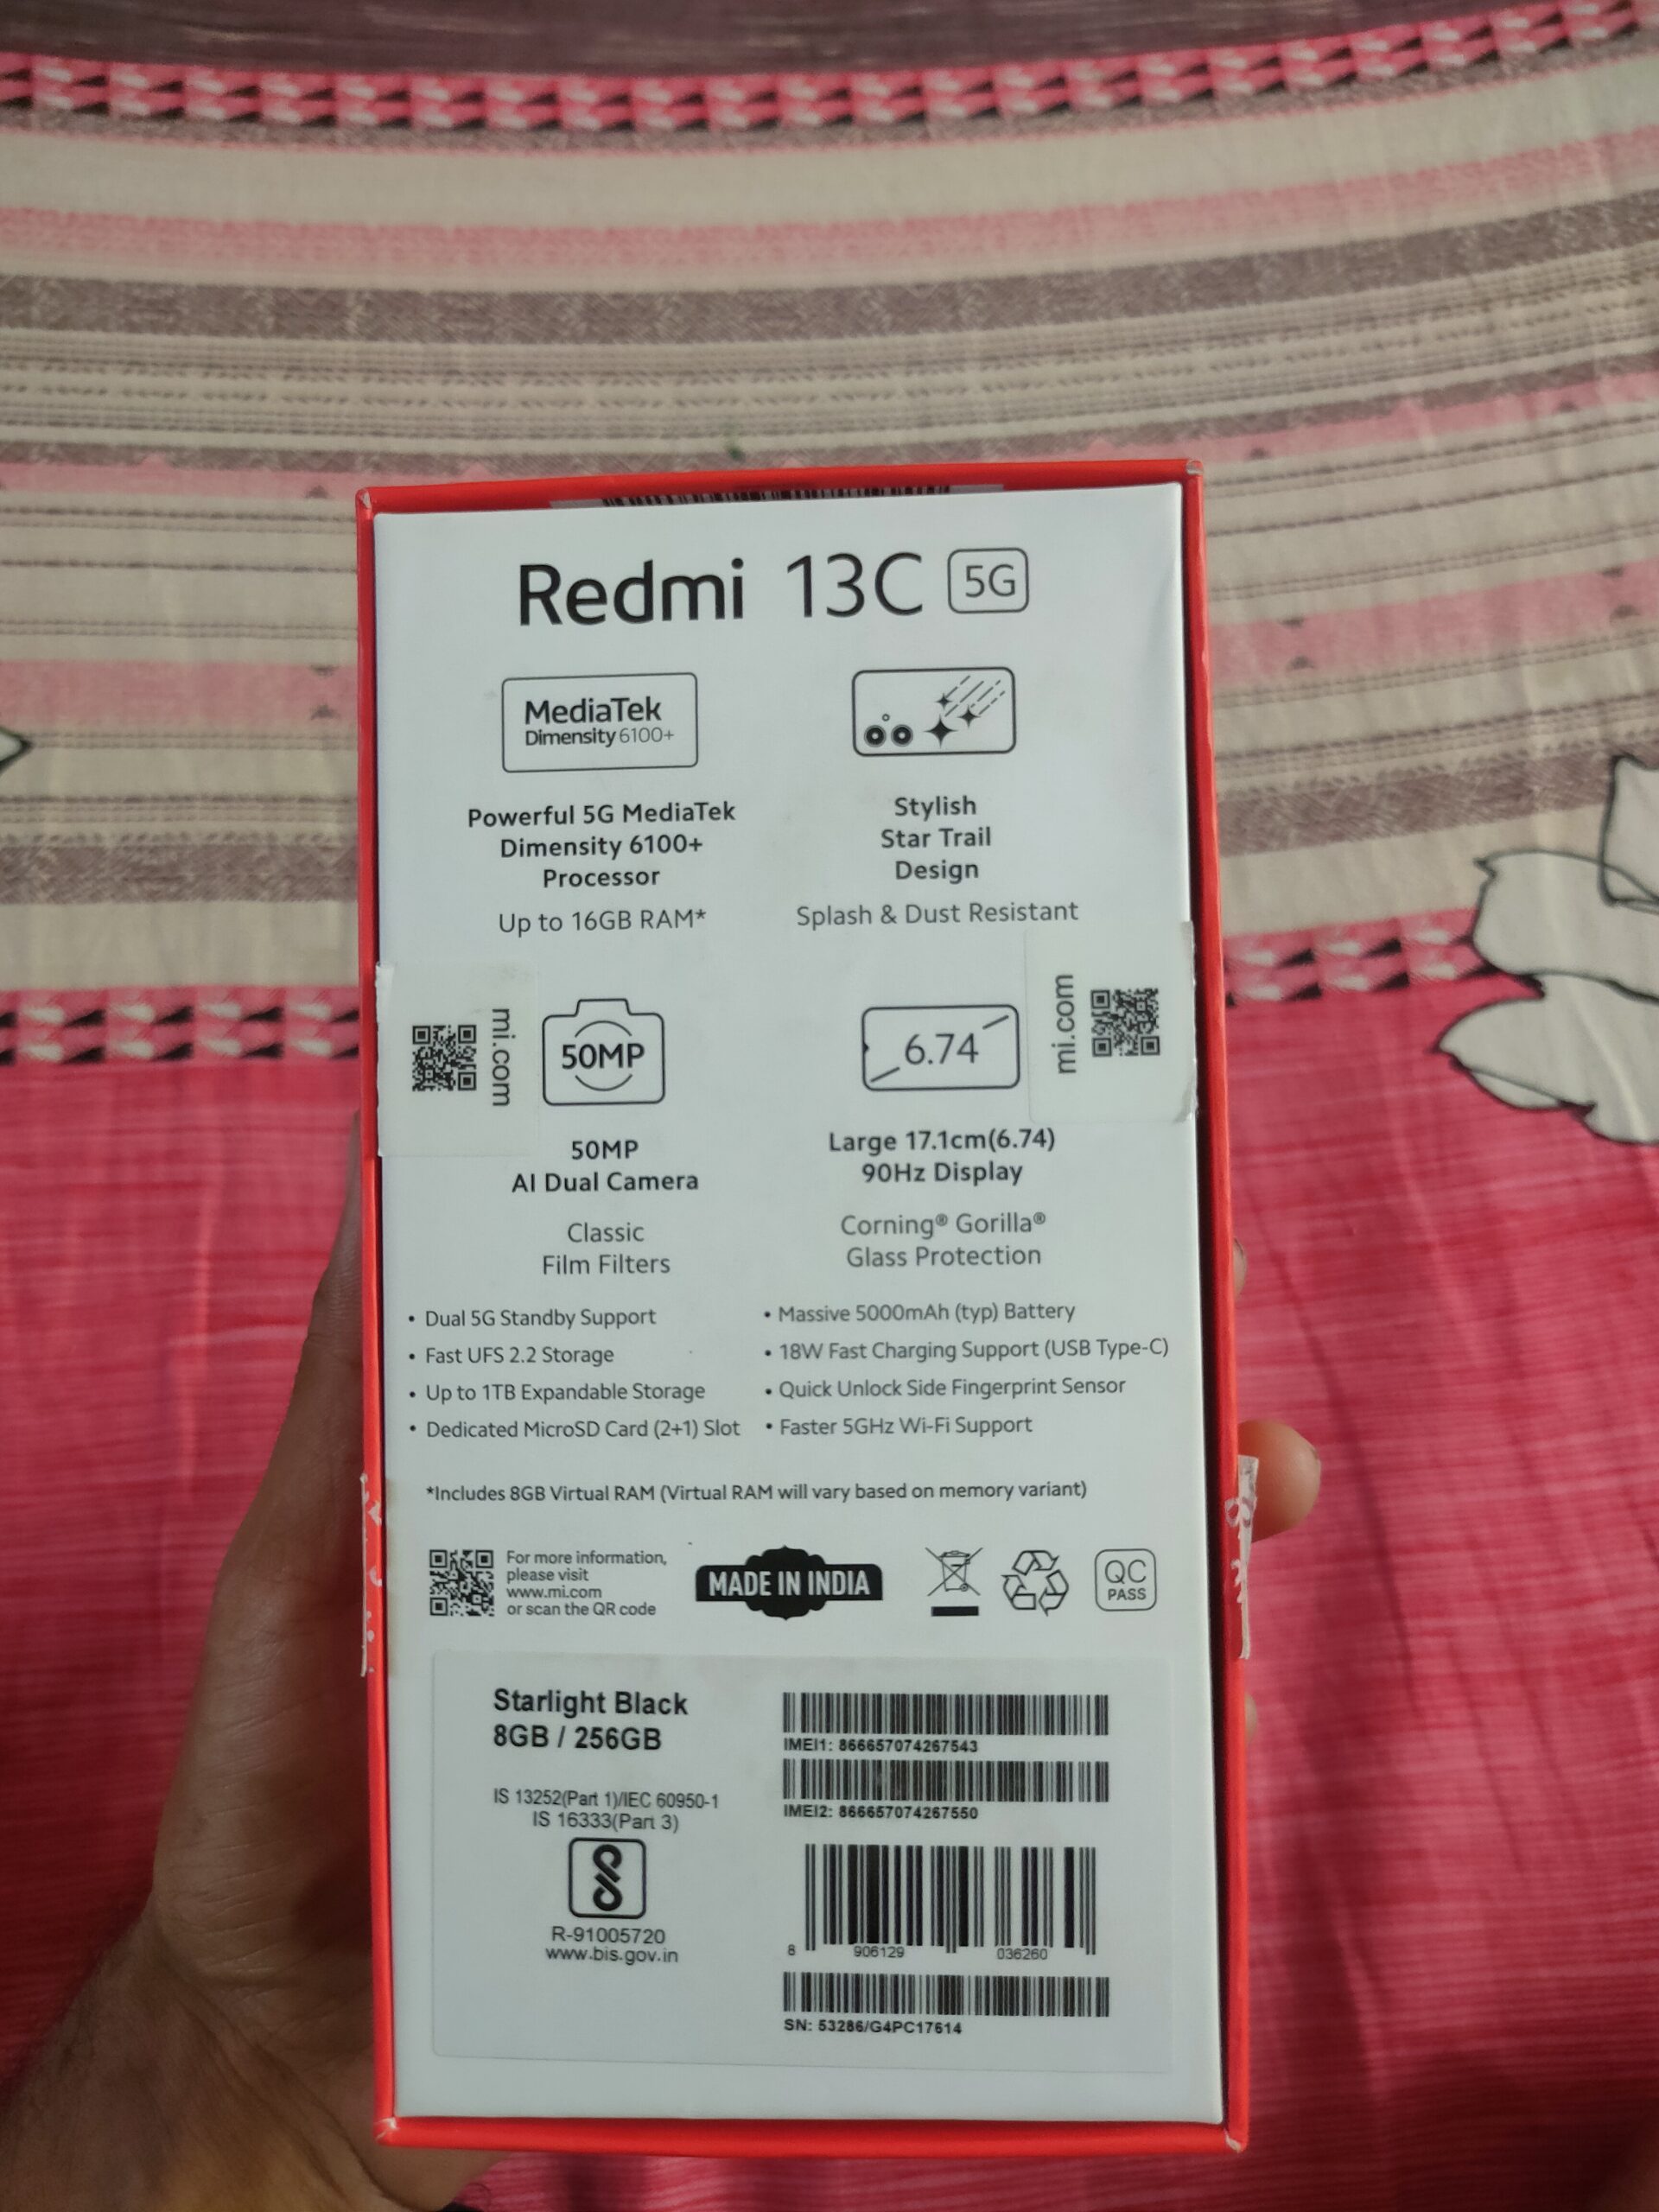 Redmi 13C 5G
MediaTek
Dimensity 6100+
Powerful 5G MediaTek
Dimensity 6100+
Processor
Up to 16GB RAM*
Stylish
Star Trail
Design
Splash & Dust Resistant
mi.com
50MP
50MP
AI Dual Camera
Classic
Film Filters
6.74
mi.com
Large 17.1cm(6.74)
90Hz Display
Corning® Gorilla®
Glass Protection
• Dual 5G Standby Support
• Fast UFS 2.2 Storage
• Up to 1TB Expandable Storage
• Dedicated MicroSD Card (2+1) Slot
• Massive 5000mAh (typ) Battery
• 18W Fast Charging Support (USB Type-C)
• Quick Unlock Side Fingerprint Sensor
• Faster 5GHz Wi-Fi Support
*Includes 8GB Virtual RAM (Virtual RAM will vary based on memory variant)
For more information,
please visit
www.mi.com
or scan the QR code
MADE IN INDIA
QC
PASS
Starlight Black
8GB / 256GB
IS 13252(Part 1)/IEC 60950-1
IS 16333(Part 3)
R-91005720
www.bis.gov.in
IMEI1: 866657074267543
IMEI2: 866657074267550
8 906129 036260
SN: 53286/G4PC17614